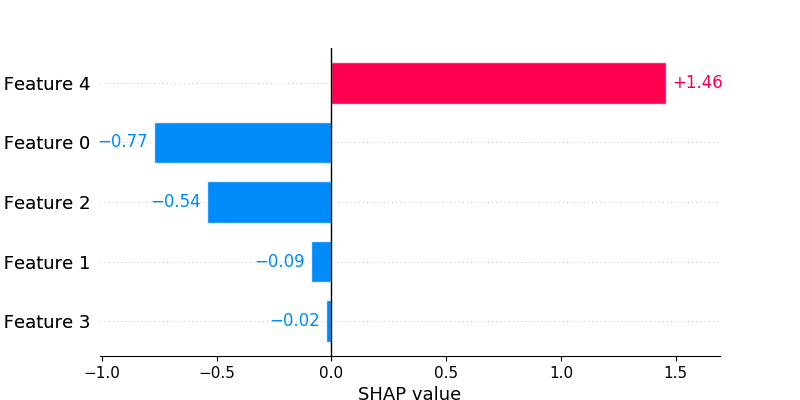 Feature 4 +1.46
Feature 0 −0.77
Feature 2 −0.54
Feature 1 −0.09
Feature 3 −0.02
−1.0 −0.5 0.0 0.5 1.0 1.5
SHAP value